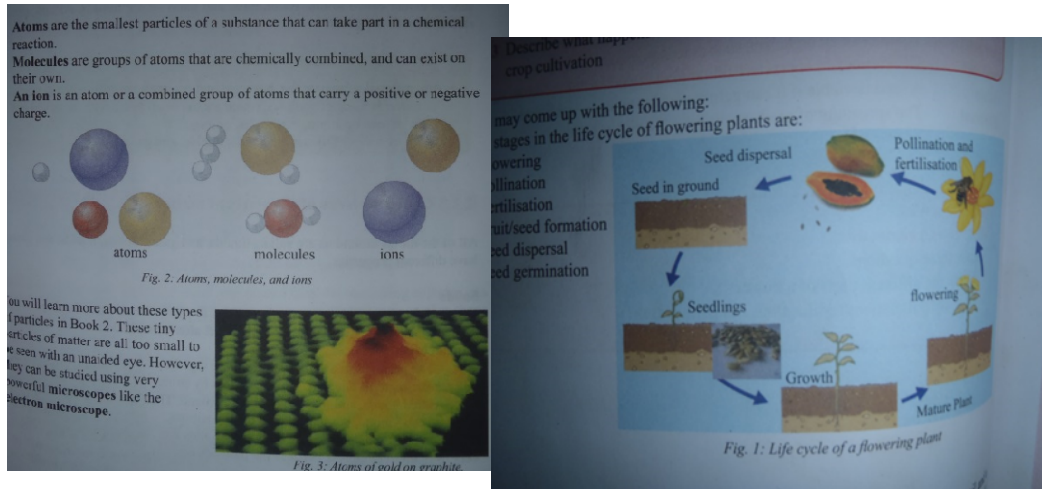 Atoms are the smallest particles of a substance that can take part in a chemical
reaction.
Molecules are groups of atoms that are chemically combined, and can exist on
their own.
An ion is an atom or a combined group of atoms that carry a positive or negative
charge.
atoms
molecules
ions
Fig. 2: Atoms, molecules, and ions
ou will learn more about these types
f particles in Book 2. These tiny
articles of matter are all too small to
e seen with an unaided eye. However,
hey can be studied using very
powerful microscopes like the
electron microscope.
Fig. 3: Atoms of gold on graphite.
Describe what
crop cultivation
may come up with the following:
stages in the life cycle of flowering plants are:
owering
ollination
ertilisation
uit/seed formation
eed dispersal
eed germination
Seed dispersal
Pollination and
fertilisation
Seed in ground
Seedlings
flowering
Growth
Mature Plant
Fig. 1: Life cycle of a flowering plant